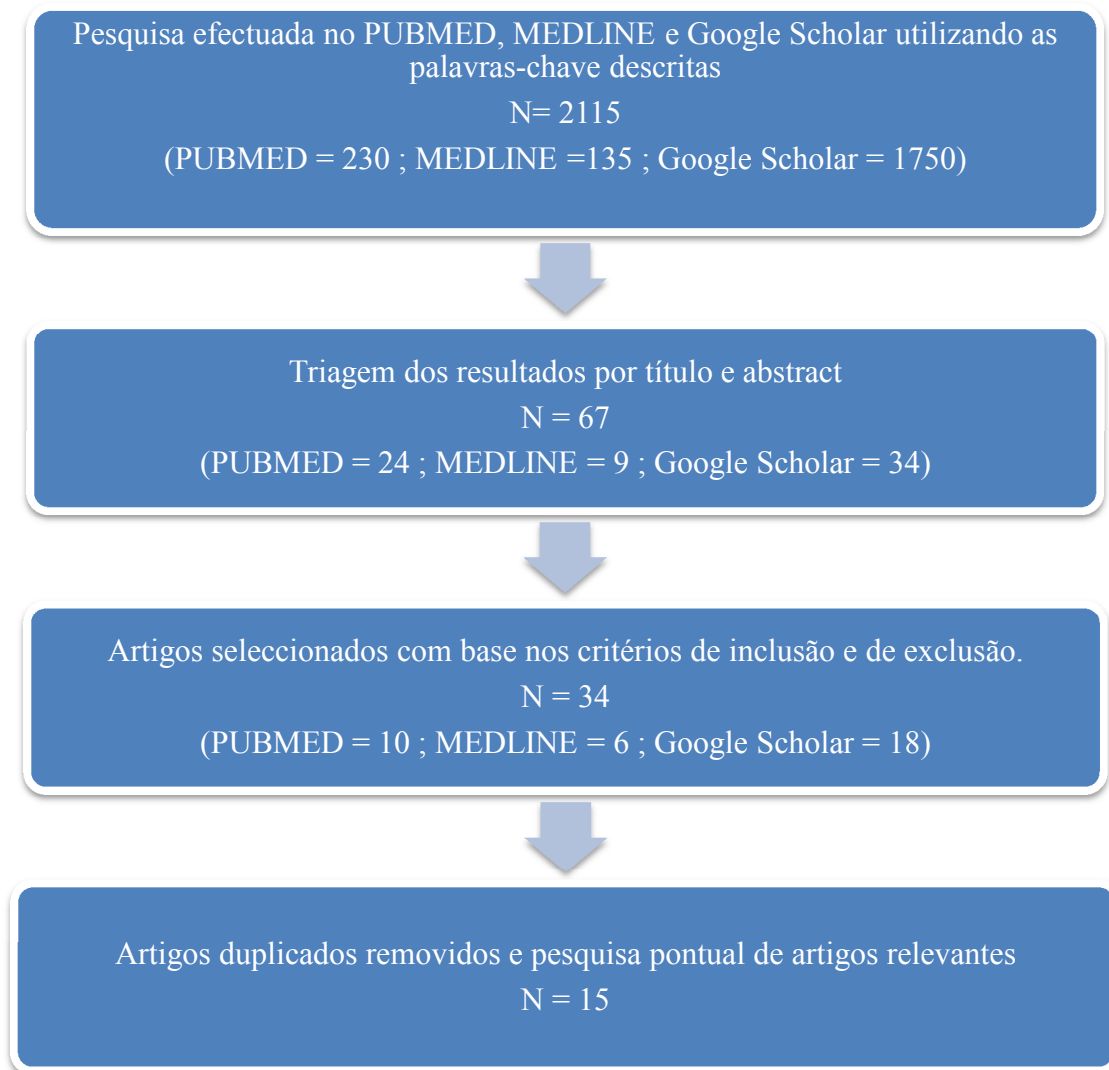 Pesquisa efectuada no PUBMED, MEDLINE e Google Scholar utilizando as
palavras-chave descritas
N= 2115
(PUBMED = 230 ; MEDLINE =135 ; Google Scholar = 1750)
Triagem dos resultados por título e abstract
N = 67
(PUBMED = 24 ; MEDLINE = 9 ; Google Scholar = 34)
Artigos seleccionados com base nos critérios de inclusão e de exclusão.
N = 34
(PUBMED = 10 ; MEDLINE = 6 ; Google Scholar = 18)
Artigos duplicados removidos e pesquisa pontual de artigos relevantes
N = 15